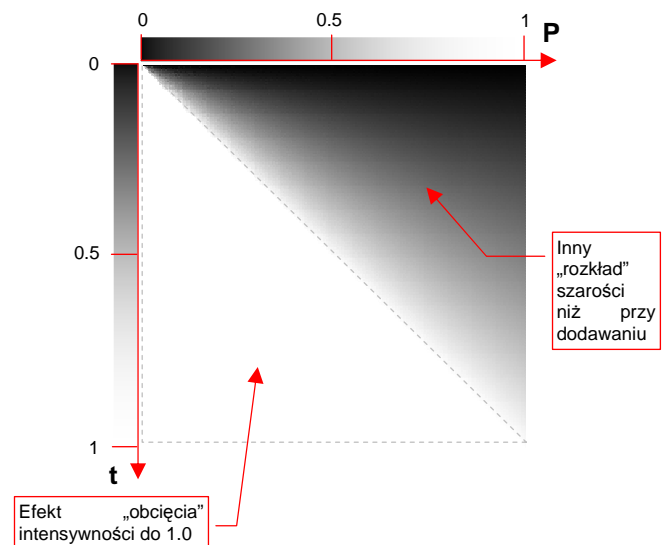 0
0.5
1
P
0
0.5
1
t
Inny
„rozkład”
szarości
niż przy
dodawaniu
Efekt „obcięcia”
intensywności do 1.0